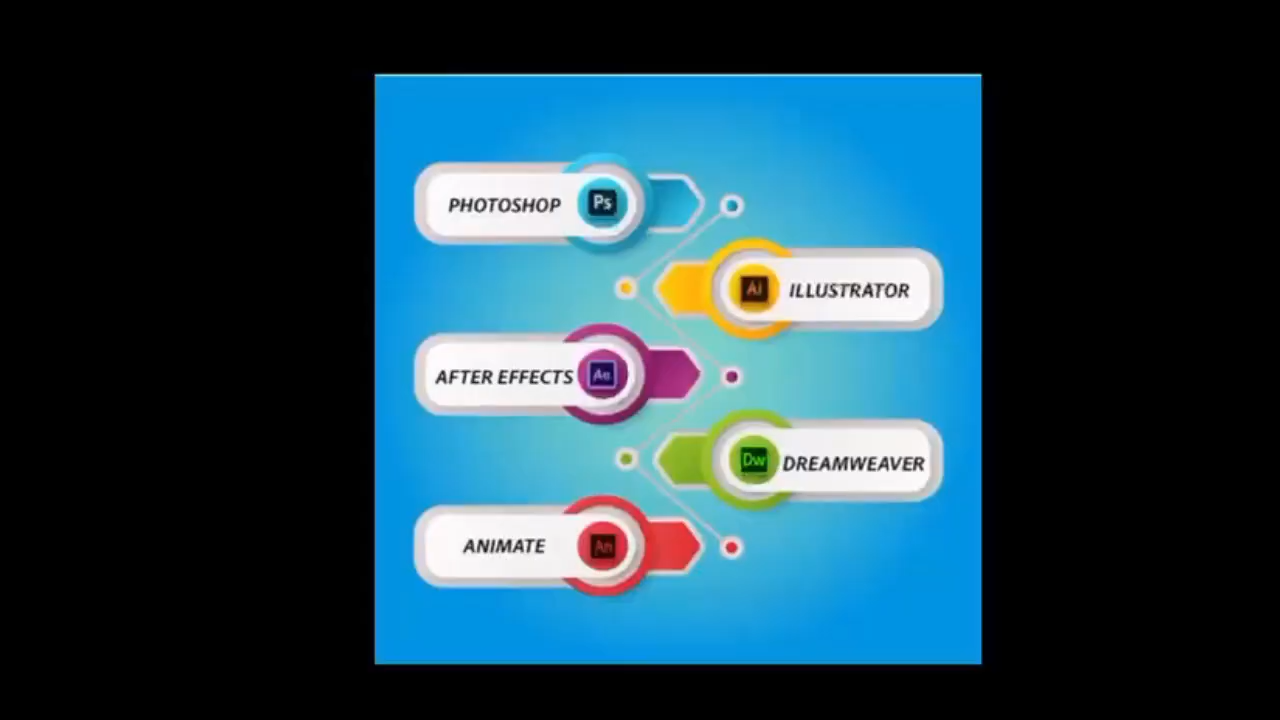 PHOTOSHOP Ps
Ai ILLUSTRATOR
AFTER EFFECTS Ae
Dw DREAMWEAVER
ANIMATE An